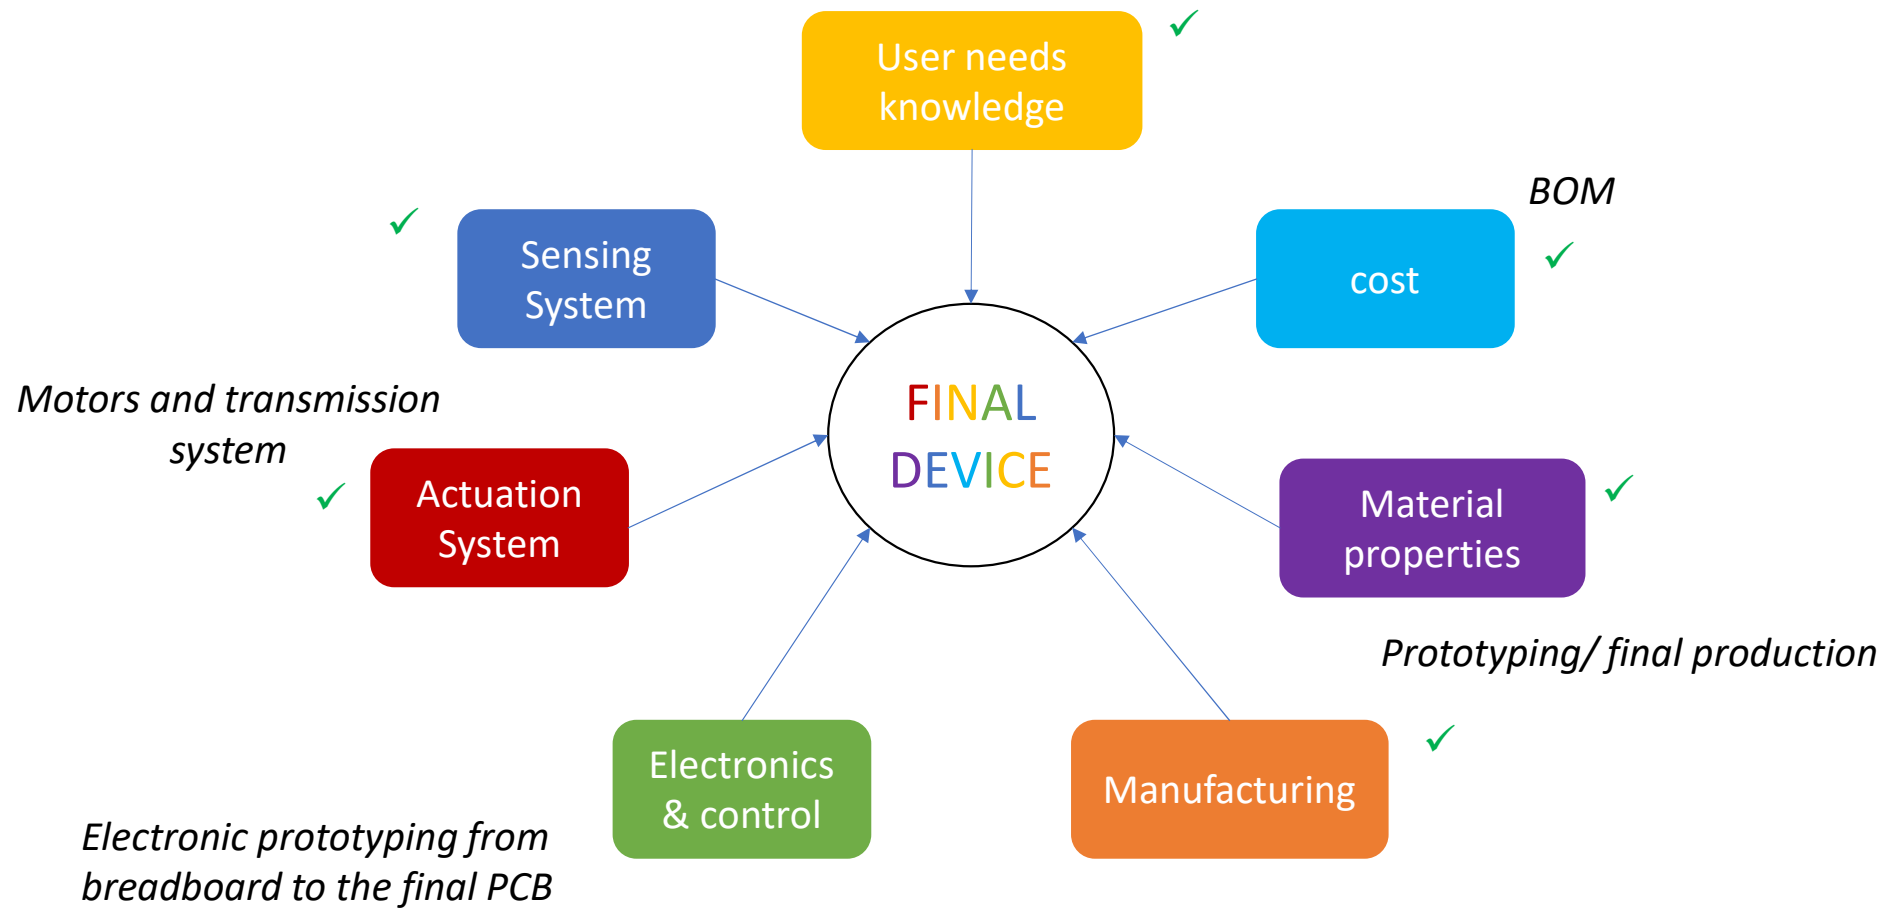 User needs
knowledge
BOM
Sensing
System
cost
Motors and transmission
system
FINAL
DEVICE
Actuation
System
Material
properties
Prototyping/ final production
Electronics
& control
Manufacturing
Electronic prototyping from
breadboard to the final PCB